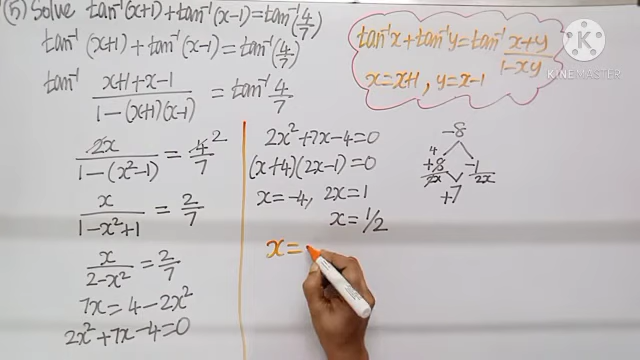 (5) Solve tan⁻¹(x+1)+tan⁻¹(x-1)=tan⁻¹(4/7)
tan⁻¹(x+1)+tan⁻¹(x-1)=tan⁻¹(4/7)
tan⁻¹ (x+1+x-1)/(1-(x+1)(x-1)) = tan⁻¹ 4/7
2x/(1-(x²-1)) = 4/7 2
x/(1-x²+1) = 2/7
x/(2-x²) = 2/7
7x = 4-2x²
2x²+7x-4=0
2x²+7x-4=0
(x+4)(2x-1)=0
x=-4, 2x=1
x=1/2
x=
-8
4 +8/2x -1/2x
+7
tan⁻¹x+tan⁻¹y=tan⁻¹ (x+y)/(1-xy)
x=x+1, y=x-1
K
KINEMASTER